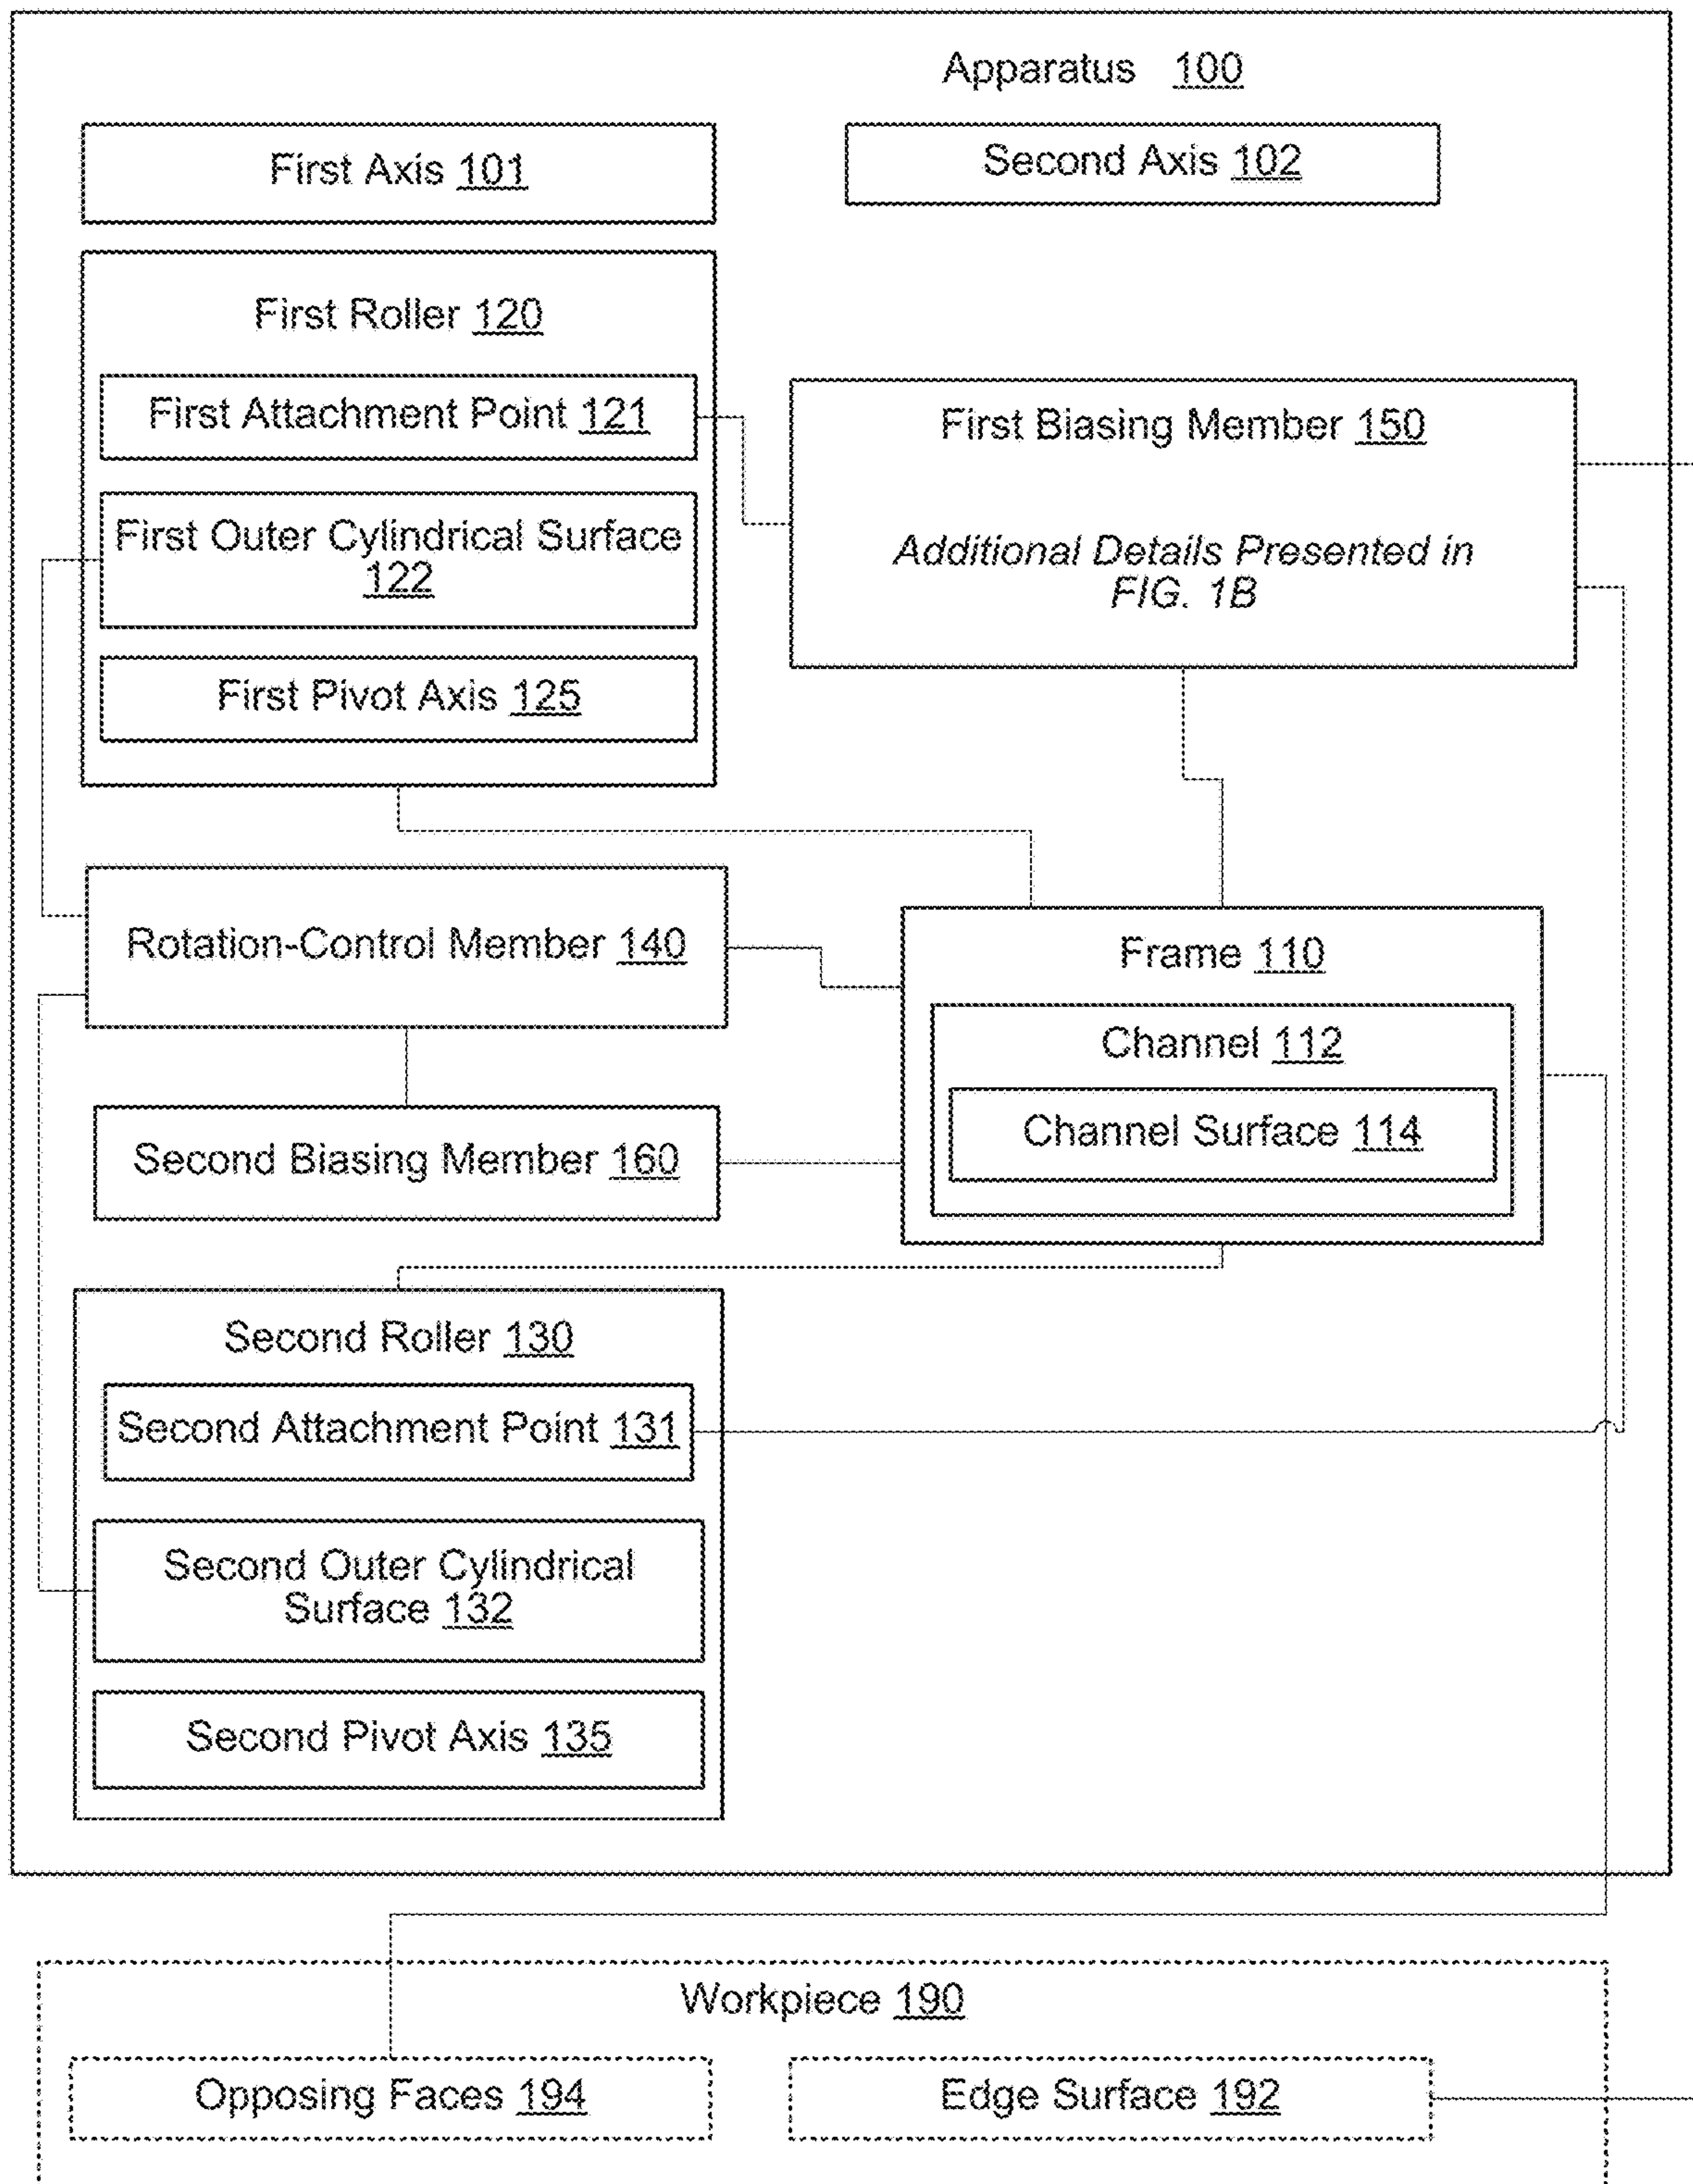 Apparatus 100
First Axis 101
Second Axis 102
First Roller 120
First Attachment Point 121
First Outer Cylindrical Surface
122
First Pivot Axis 125
First Biasing Member 150
Additional Details Presented in
FIG. 1B
Rotation-Control Member 140
Frame 110
Channel 112
Channel Surface 114
Second Biasing Member 160
Second Roller 130
Second Attachment Point 131
Second Outer Cylindrical
Surface 132
Second Pivot Axis 135
Workpiece 190
Opposing Faces 194
Edge Surface 192